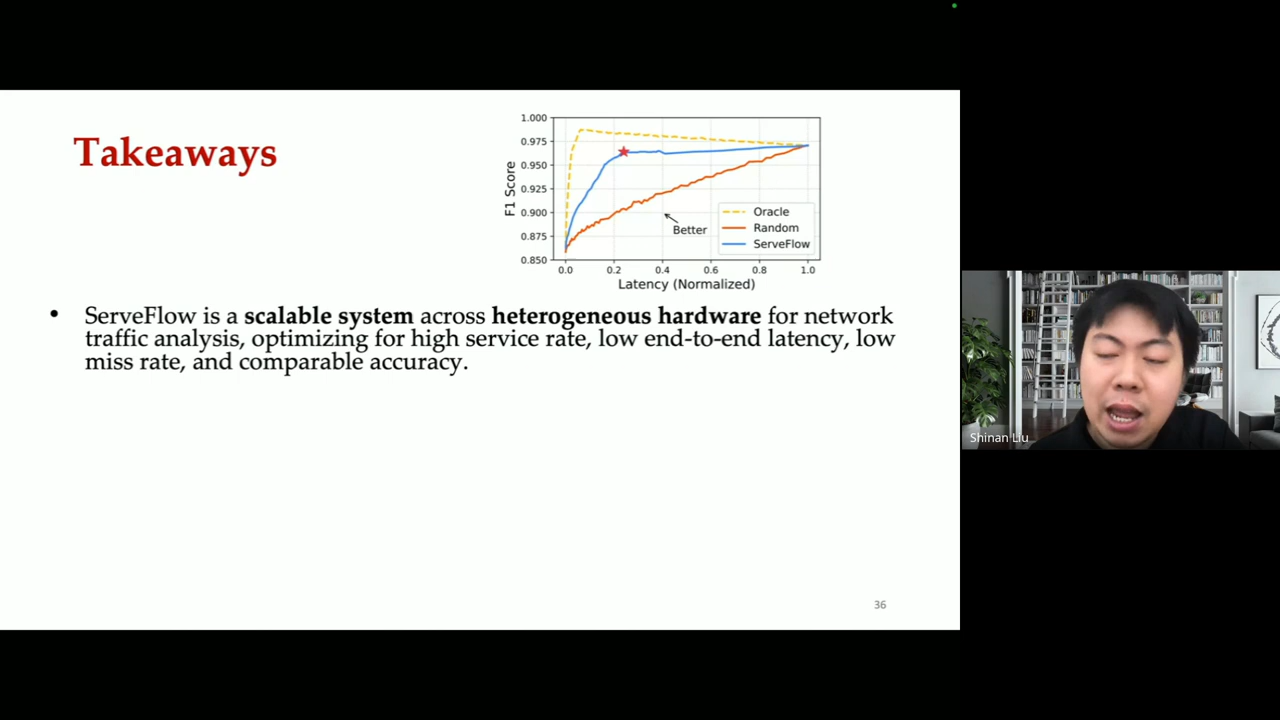 Takeaways
1.000
0.975
0.950
0.925
0.900
0.875
0.850
F1 Score
Better
Oracle
Random
ServeFlow
0.0 0.2 0.4 0.6 0.8 1.0
Latency (Normalized)
• ServeFlow is a scalable system across heterogeneous hardware for network
traffic analysis, optimizing for high service rate, low end-to-end latency, low
miss rate, and comparable accuracy.
36
Shinan Liu